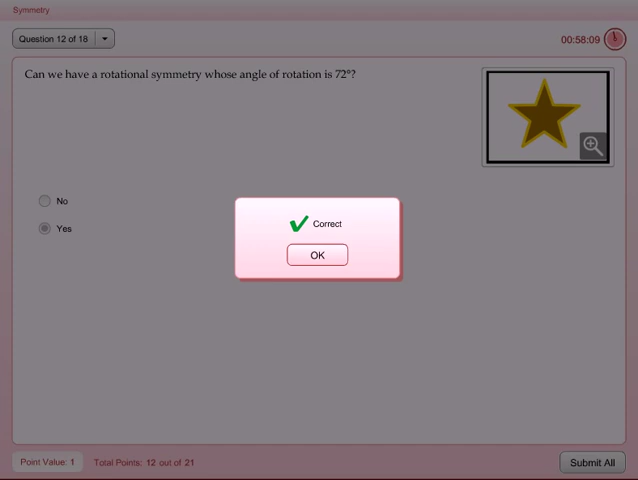 Symmetry
Question 12 of 18
00:58:09
Can we have a rotational symmetry whose angle of rotation is 72°?
No
Yes
Correct
OK
Point Value: 1
Total Points: 12 out of 21
Submit All